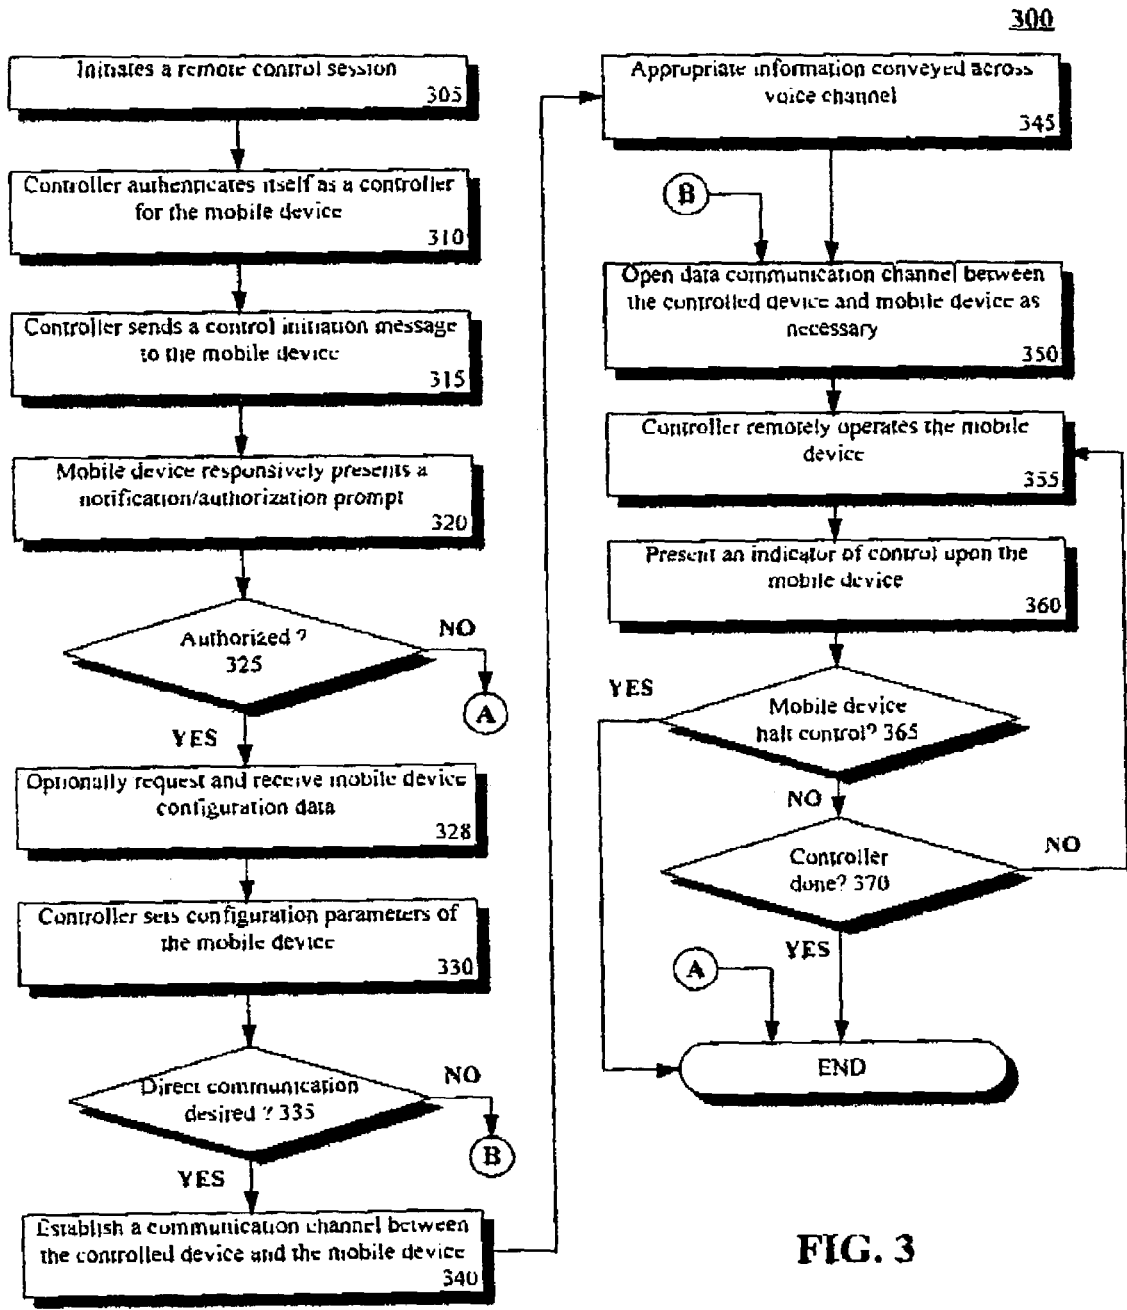 300
Initiates a remote control session
305
Controller authenticates itself as a controller
for the mobile device
310
Controller sends a control initiation message
to the mobile device
315
Mobile device responsively presents a
notification/authorization prompt
320
Authorized ?
325
NO
A
YES
Optionally request and receive mobile device
configuration data
328
Controller sets configuration parameters of
the mobile device
330
Direct communication
desired ? 335
NO
B
YES
Establish a communication channel between
the controlled device and the mobile device
340
Appropriate information conveyed across
voice channel
345
B
Open data communication channel between
the controlled device and mobile device as
necessary
350
Controller remotely operates the mobile
device
355
Present an indicator of control upon the
mobile device
360
YES
Mobile device
halt control? 365
NO
Controller
done? 370
NO
YES
A
END
FIG. 3